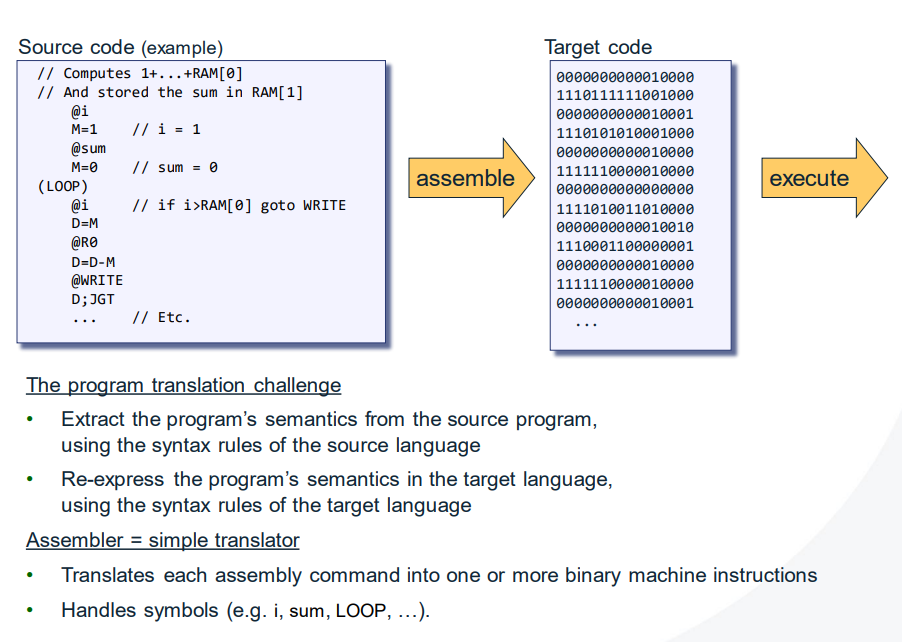 Source code (example)
// Computes 1+...+RAM[0]
// And stored the sum in RAM[1]
@i
M=1 // i = 1
@sum
M=0 // sum = 0
(LOOP)
@i // if i>RAM[0] goto WRITE
D=M
@R0
D=D-M
@WRITE
D;JGT
... // Etc.
assemble
Target code
0000000000010000
1110111111001000
0000000000010001
1110101010001000
0000000000010000
1111110000010000
0000000000000000
1111010011010000
0000000000010010
1110001100000001
0000000000010000
1111110000010000
0000000000010001
...
execute
The program translation challenge
• Extract the program's semantics from the source program,
using the syntax rules of the source language
• Re-express the program's semantics in the target language,
using the syntax rules of the target language
Assembler = simple translator
• Translates each assembly command into one or more binary machine instructions
• Handles symbols (e.g. i, sum, LOOP, …).